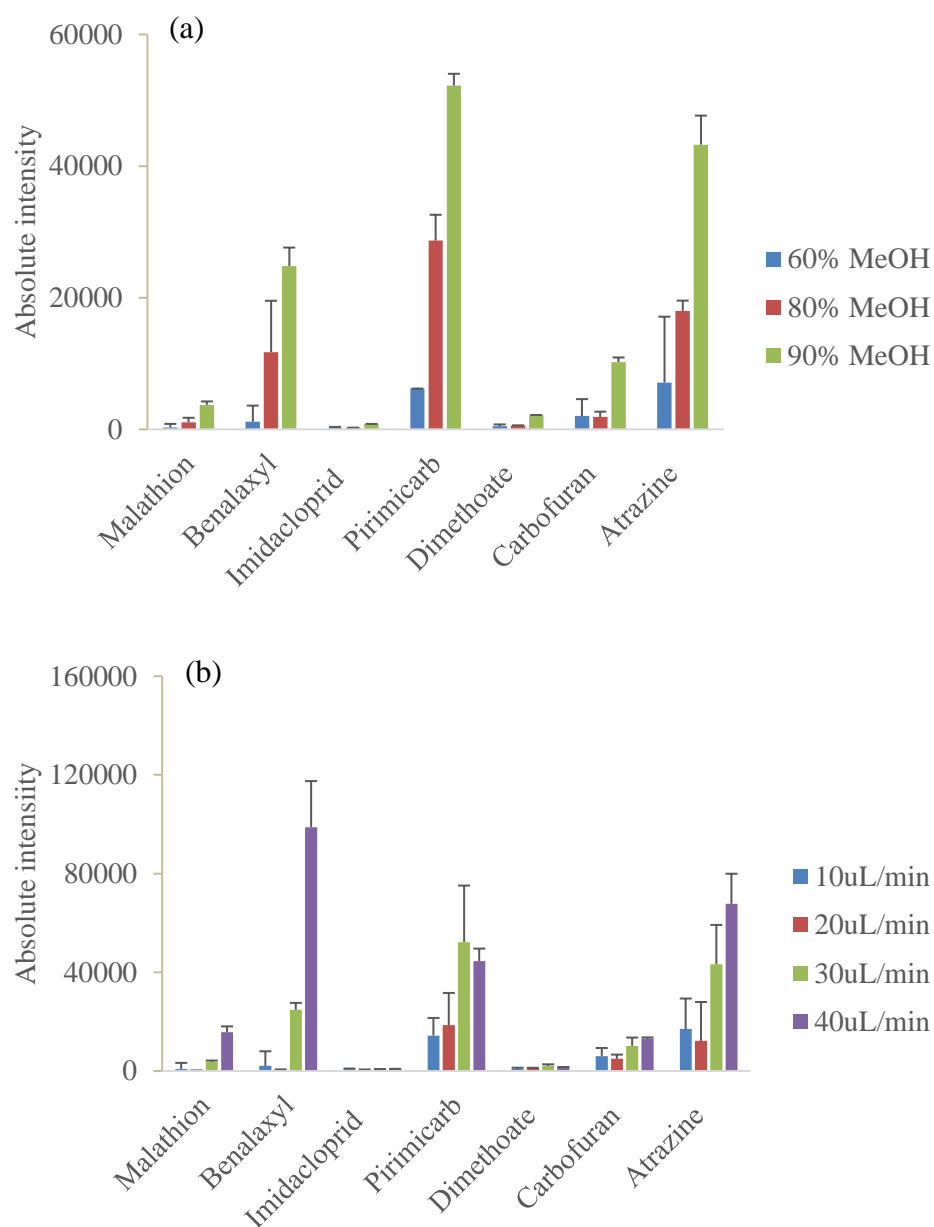 (a)
60000
40000
20000
0
Absolute intensity
Malathion
Benalaxyl
Imidacloprid
Pirimicarb
Dimethoate
Carbofuran
Atrazine
60% MeOH
80% MeOH
90% MeOH
(b)
160000
120000
80000
40000
0
Absolute intensiity
Malathion
Benalaxyl
Imidacloprid
Pirimicarb
Dimethoate
Carbofuran
Atrazine
10uL/min
20uL/min
30uL/min
40uL/min